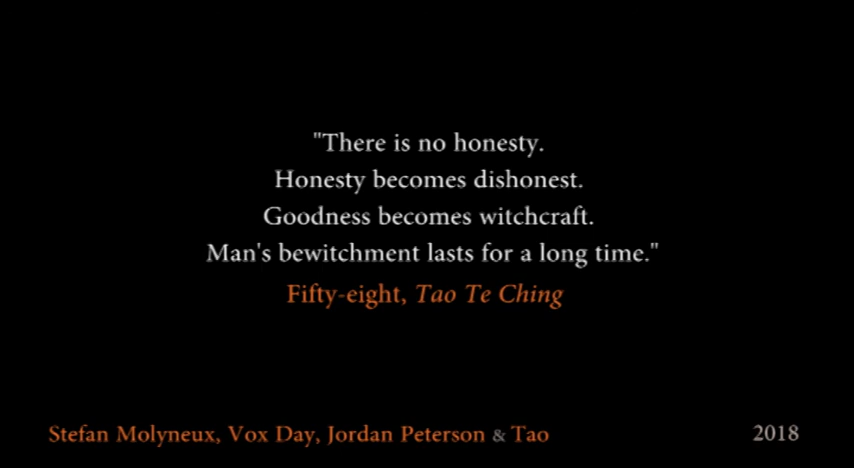 "There is no honesty.
Honesty becomes dishonest.
Goodness becomes witchcraft.
Man's bewitchment lasts for a long time."
Fifty-eight, Tao Te Ching
Stefan Molyneux, Vox Day, Jordan Peterson & Tao
2018